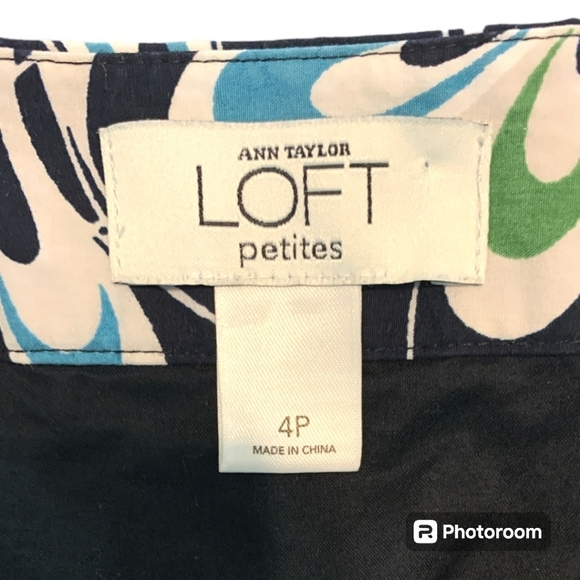 ANN TAYLOR
LOFT
petites
4P
MADE IN CHINA
Photoroom